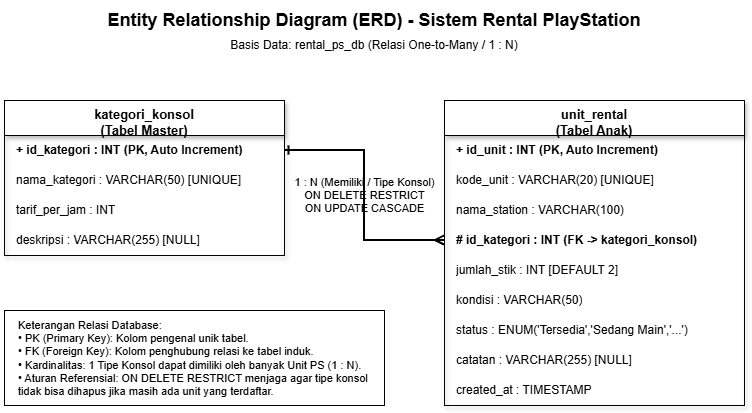 Entity Relationship Diagram (ERD) - Sistem Rental PlayStation
Basis Data: rental_ps_db (Relasi One-to-Many / 1 : N)
kategori_konsol
(Tabel Master)
+ id_kategori : INT (PK, Auto Increment)
nama_kategori : VARCHAR(50) [UNIQUE]
tarif_per_jam : INT
deskripsi : VARCHAR(255) [NULL]
1 : N (Memiliki / Tipe Konsol)
ON DELETE RESTRICT
ON UPDATE CASCADE
unit_rental
(Tabel Anak)
+ id_unit : INT (PK, Auto Increment)
kode_unit : VARCHAR(20) [UNIQUE]
nama_station : VARCHAR(100)
# id_kategori : INT (FK -> kategori_konsol)
jumlah_stik : INT [DEFAULT 2]
kondisi : VARCHAR(50)
status : ENUM('Tersedia','Sedang Main','...')
catatan : VARCHAR(255) [NULL]
created_at : TIMESTAMP
Keterangan Relasi Database:
• PK (Primary Key): Kolom pengenal unik tabel.
• FK (Foreign Key): Kolom penghubung relasi ke tabel induk.
• Kardinalitas: 1 Tipe Konsol dapat dimiliki oleh banyak Unit PS (1 : N).
• Aturan Referensial: ON DELETE RESTRICT menjaga agar tipe konsol
tidak bisa dihapus jika masih ada unit yang terdaftar.